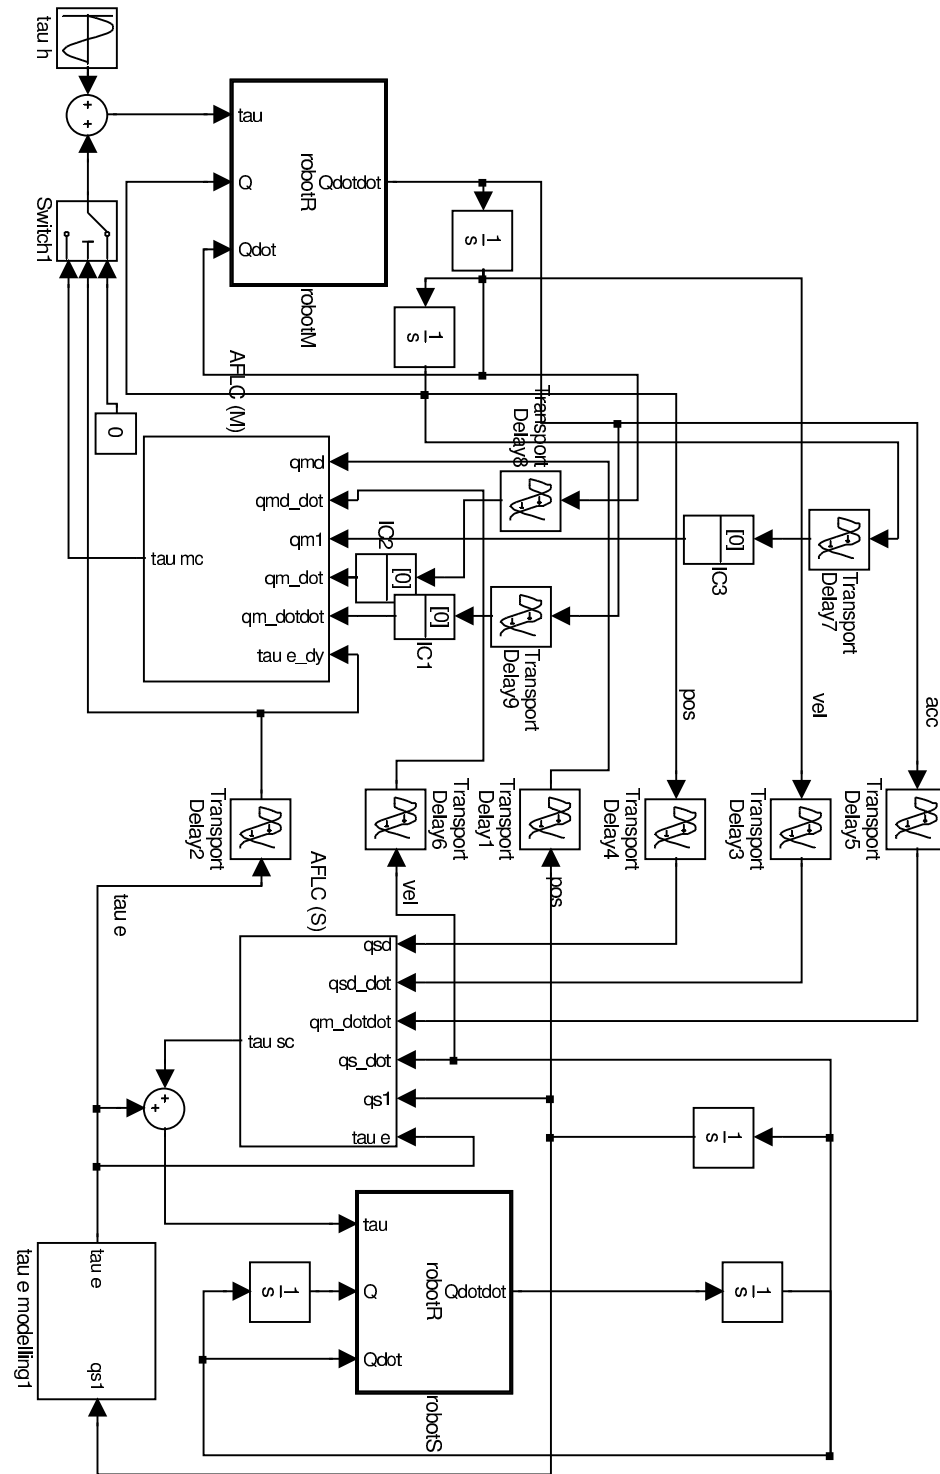 tau h
+
+
Switch1
0
tau
Q
Qdot
Qdotdot
robotR
robotM
1
s
1
s
AFLC (M)
qmd
qmd_dot
qm1
qm_dot
qm_dotdot
tau e_dy
tau mc
Transport
Delay8
IC2
[0]
[0]
IC1
Transport
Delay9
[0]
IC3
Transport
Delay7
pos
vel
acc
Transport
Delay2
Transport
Delay6
Transport
Delay1
Transport
Delay4
Transport
Delay3
Transport
Delay5
vel
pos
tau e
AFLC (S)
qsd
qsd_dot
qm_dotdot
qs_dot
qs1
tau e
tau sc
+
+
1
s
tau
Q
Qdot
Qdotdot
robotR
robotS
1
s
1
s
tau e
qs1
tau e modelling1